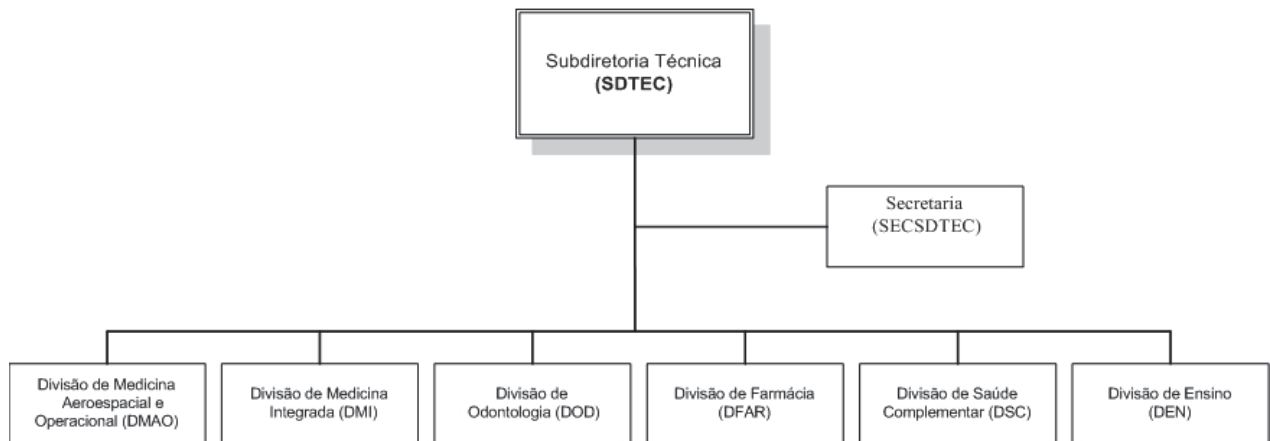 Subdiretoria Técnica
(SDTEC)
Secretaria
(SECSDTEC)
Divisão de Medicina
Aeroespacial e
Operacional (DMAO)
Divisão de Medicina
Integrada (DMI)
Divisão de
Odontologia (DOD)
Divisão de Farmácia
(DFAR)
Divisão de Saúde
Complementar (DSC)
Divisão de Ensino
(DEN)